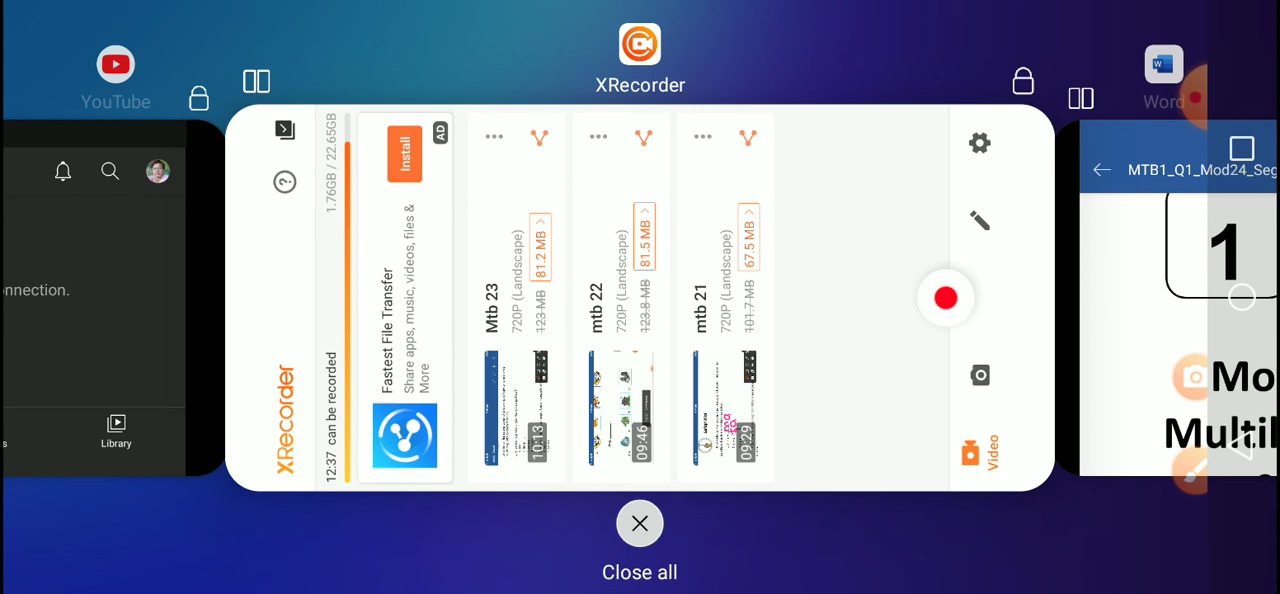 YouTube
XRecorder
Word
onnection.
s
Library
XRecorder
12:37 can be recorded
1.76GB / 22.65GB
AD
Install
Fastest File Transfer
Share apps, music, videos, files &
More
Mtb 23
720P (Landscape)
123 MB
81.2 MB >
10:13
mtb 22
720P (Landscape)
123.8 MB
81.5 MB >
09:46
mtb 21
720P (Landscape)
101.7 MB
67.5 MB >
09:29
Video
MTB1_Q1_Mod24_Seg
1
Mo
Multil
Close all